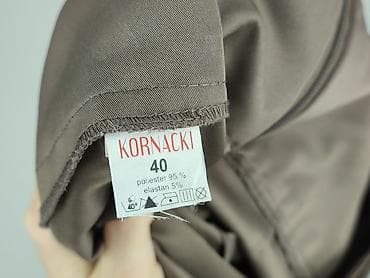 KORNACKI
40
poliester 95 %
elastan 5%
40°